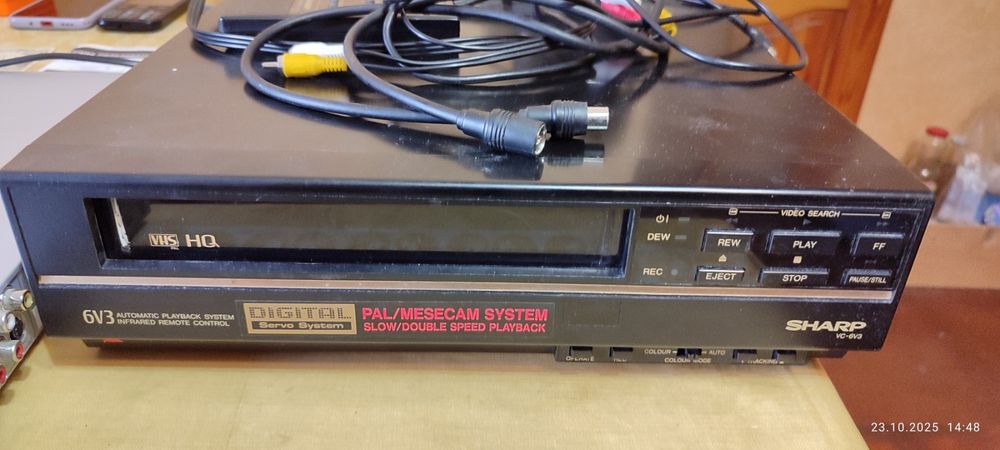 VHS HQ
VIDEO SEARCH
DEW
REW
PLAY
FF
REC
EJECT
STOP
PAUSE/STILL
6V3 AUTOMATIC PLAYBACK SYSTEM
INFRARED REMOTE CONTROL
DIGITAL
Servo System
PAL/MESECAM SYSTEM
SLOW/DOUBLE SPEED PLAYBACK
SHARP
VC-6V3
OPERATE
REC
COLOUR AUTO
COLOUR MODE
TRACKING
23.10.2025 14:48